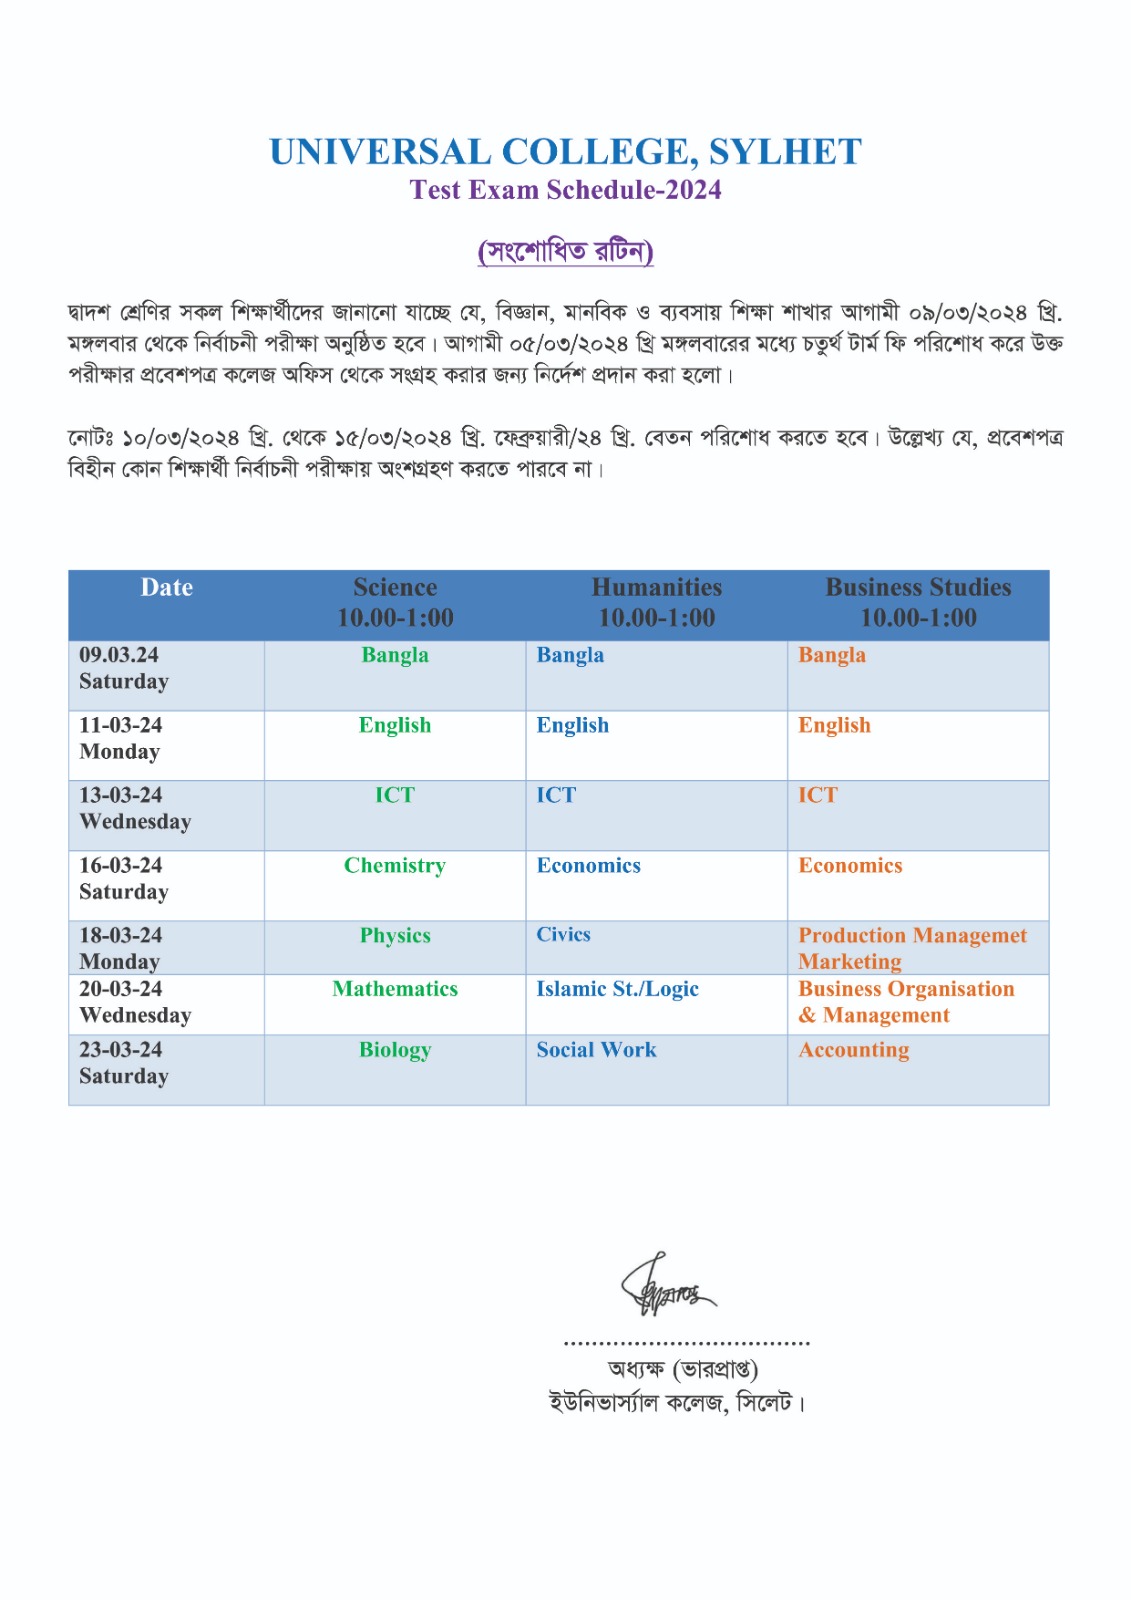 UNIVERSAL COLLEGE, SYLHET
Test Exam Schedule-2024
(সংশোধিত রটিন)
দ্বাদশ শ্রেণির সকল শিক্ষার্থীদের জানানো যাচ্ছে যে, বিজ্ঞান, মানবিক ও ব্যবসায় শিক্ষা শাখার আগামী ০৯/০৩/২০২৪ খ্রি.
মঙ্গলবার থেকে নির্বাচনী পরীক্ষা অনুষ্ঠিত হবে। আগামী ০৫/০৩/২০২৪ খ্রি মঙ্গলবারের মধ্যে চতুর্থ টার্ম ফি পরিশোধ করে উক্ত
পরীক্ষার প্রবেশপত্র কলেজ অফিস থেকে সংগ্রহ করার জন্য নির্দেশ প্রদান করা হলো।
নোটঃ ১০/০৩/২০২৪ খ্রি. থেকে ১৫/০৩/২০২৪ খ্রি. ফেব্রুয়ারী/২৪ খ্রি. বেতন পরিশোধ করতে হবে। উল্লেখ্য যে, প্রবেশপত্র
বিহীন কোন শিক্ষার্থী নির্বাচনী পরীক্ষায় অংশগ্রহণ করতে পারবে না।
Date Science Humanities Business Studies
10.00-1:00 10.00-1:00 10.00-1:00
09.03.24 Bangla Bangla Bangla
Saturday
11-03-24 English English English
Monday
13-03-24 ICT ICT ICT
Wednesday
16-03-24 Chemistry Economics Economics
Saturday
18-03-24 Physics Civics Production Managemet
Monday Marketing
20-03-24 Mathematics Islamic St./Logic Business Organisation
Wednesday & Management
23-03-24 Biology Social Work Accounting
Saturday
অধ্যক্ষ (ভারপ্রাপ্ত)
ইউনিভার্স্যাল কলেজ, সিলেট।